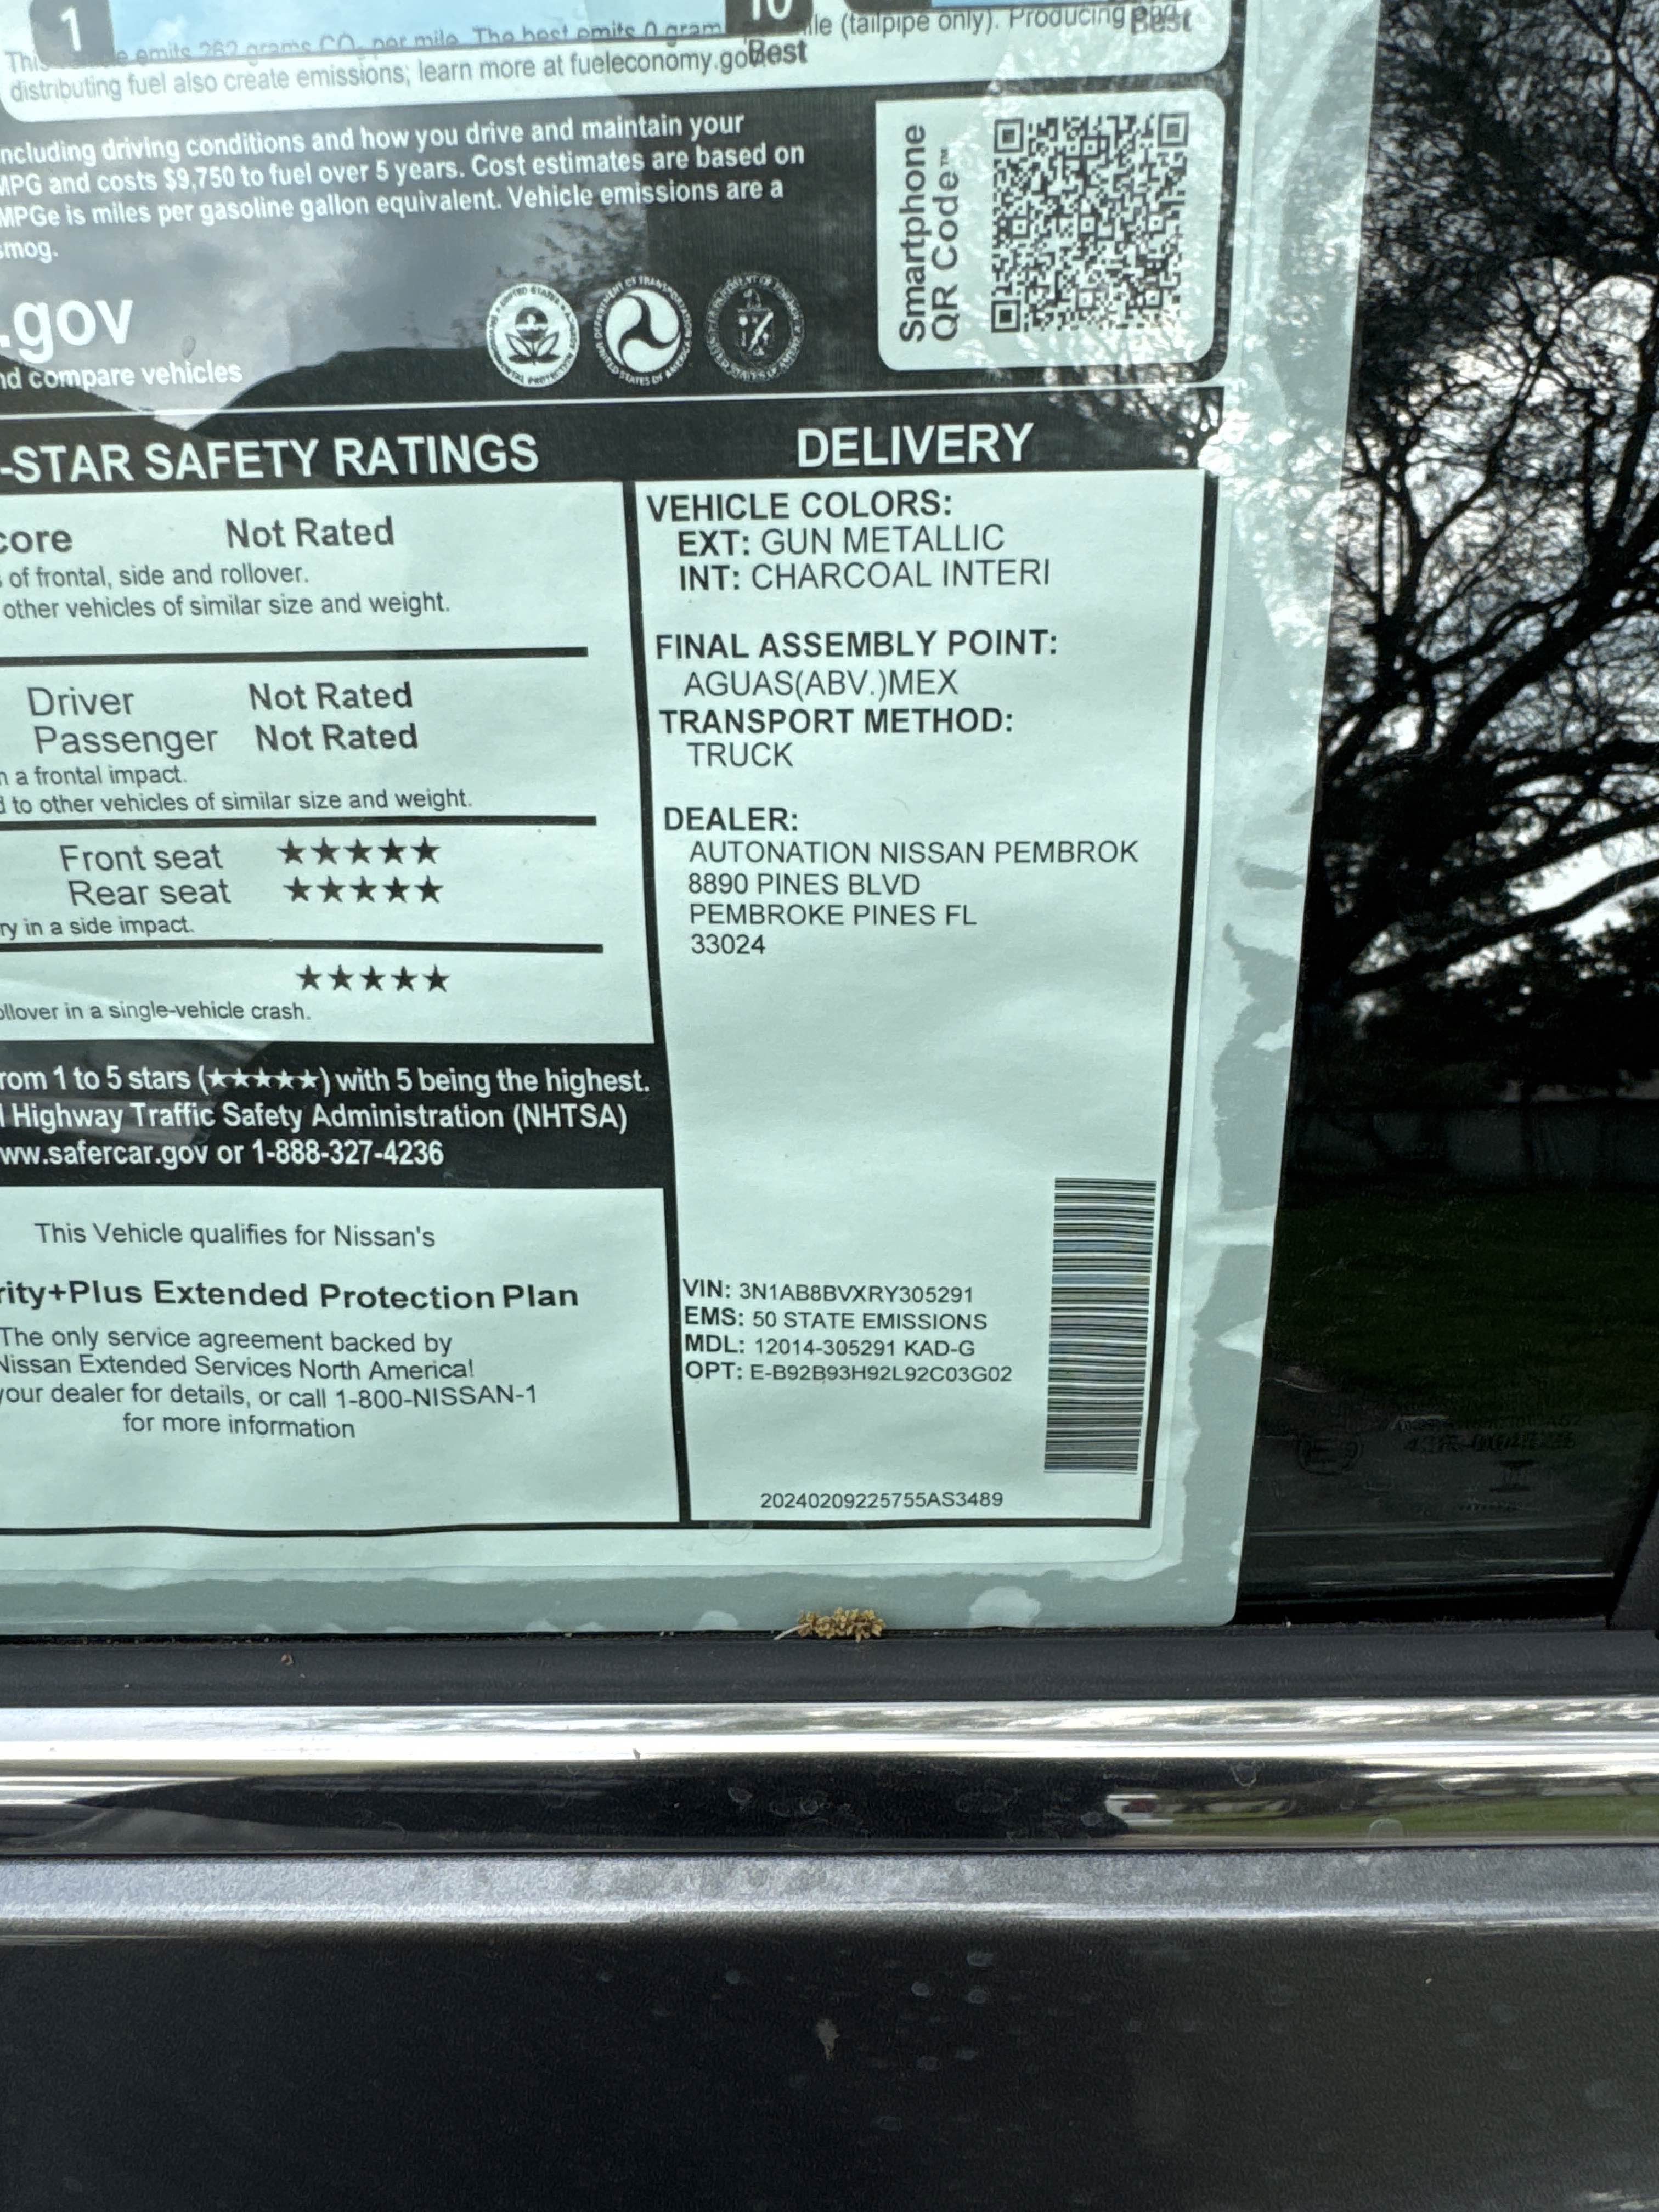 1
10
Best
This
e emits 262 grams CO₂ per mile. The best emits 0 gram
ile (tailpipe only). Producing
distributing fuel also create emissions; learn more at fueleconomy.go
Best
ncluding driving conditions and how you drive and maintain your
MPG and costs $9,750 to fuel over 5 years. Cost estimates are based on
MPGe is miles per gasoline gallon equivalent. Vehicle emissions are a
smog.
.gov
nd compare vehicles
Smartphone
QR Code™
-STAR SAFETY RATINGS
core Not Rated
of frontal, side and rollover.
other vehicles of similar size and weight.
Driver Not Rated
Passenger Not Rated
n a frontal impact.
d to other vehicles of similar size and weight.
Front seat ★★★★★
Rear seat ★★★★★
ry in a side impact.
★★★★★
ollover in a single-vehicle crash.
rom 1 to 5 stars (★★★★★) with 5 being the highest.
l Highway Traffic Safety Administration (NHTSA)
ww.safercar.gov or 1-888-327-4236
This Vehicle qualifies for Nissan's
rity+Plus Extended Protection Plan
The only service agreement backed by
Nissan Extended Services North America!
your dealer for details, or call 1-800-NISSAN-1
for more information
DELIVERY
VEHICLE COLORS:
EXT: GUN METALLIC
INT: CHARCOAL INTERI
FINAL ASSEMBLY POINT:
AGUAS(ABV.)MEX
TRANSPORT METHOD:
TRUCK
DEALER:
AUTONATION NISSAN PEMBROK
8890 PINES BLVD
PEMBROKE PINES FL
33024
VIN: 3N1AB8BVXRY305291
EMS: 50 STATE EMISSIONS
MDL: 12014-305291 KAD-G
OPT: E-B92B93H92L92C03G02
20240209225755AS3489